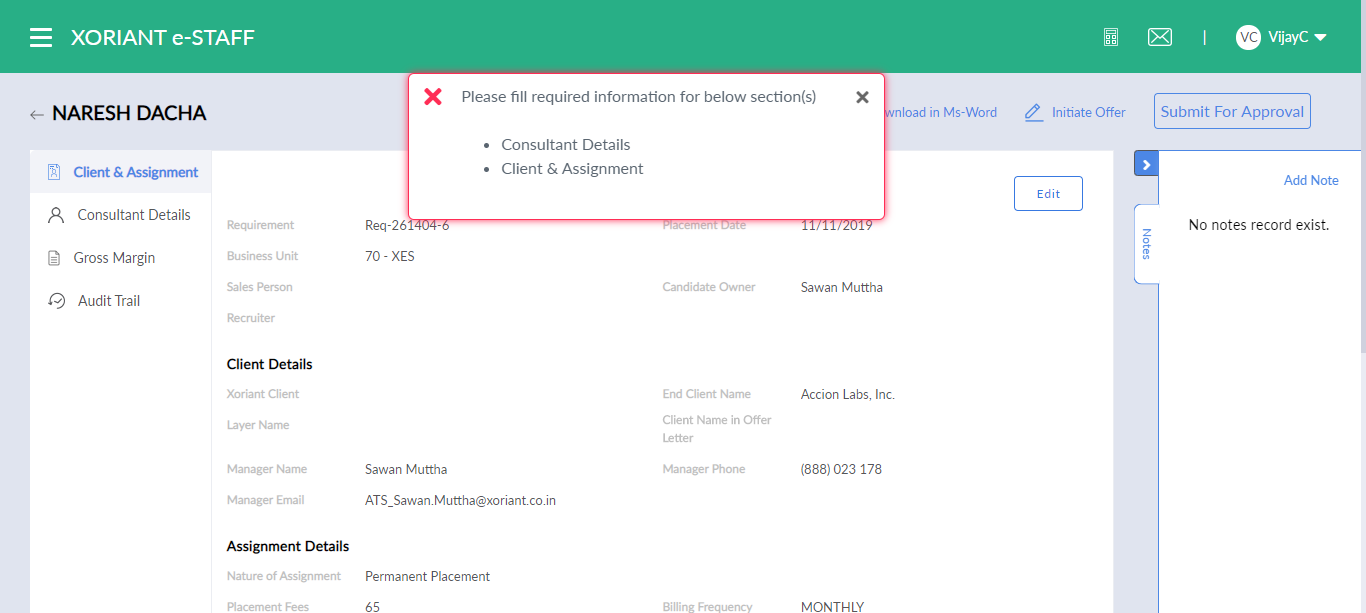 XORIANT e-STAFF
|
VC VijayC
Please fill required information for below section(s)
• Consultant Details
• Client & Assignment
← NARESH DACHA
wnload in Ms-Word
Initiate Offer
Submit For Approval
Client & Assignment
Consultant Details
Gross Margin
Audit Trail
Edit
Requirement Req-261404-6 Placement Date 11/11/2019
Business Unit 70 - XES
Sales Person Candidate Owner Sawan Muttha
Recruiter
Client Details
Xoriant Client End Client Name Accion Labs, Inc.
Layer Name Client Name in Offer
Letter
Manager Name Sawan Muttha Manager Phone (888) 023 178
Manager Email ATS_Sawan.Muttha@xoriant.co.in
Assignment Details
Nature of Assignment Permanent Placement
Placement Fees 65 Billing Frequency MONTHLY
Notes
Add Note
No notes record exist.